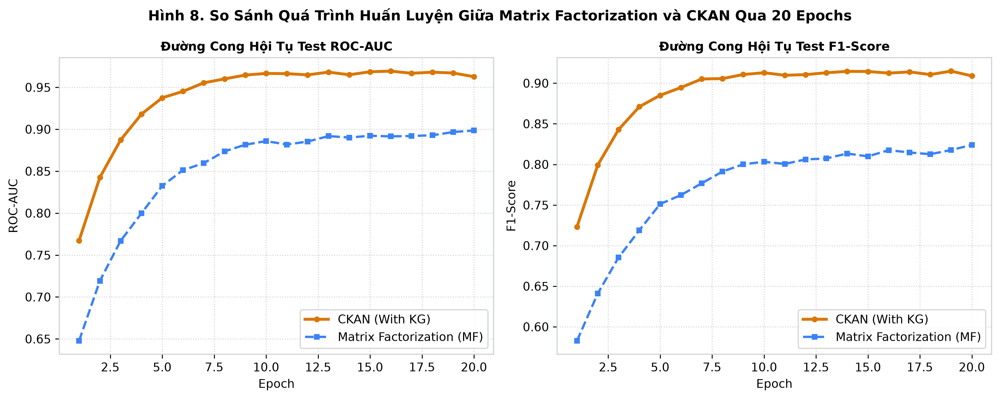 Hình 8. So Sánh Quá Trình Huấn Luyện Giữa Matrix Factorization và CKAN Qua 20 Epochs
Đường Cong Hội Tụ Test ROC-AUC
ROC-AUC
0.95
0.90
0.85
0.80
0.75
0.70
0.65
CKAN (With KG)
Matrix Factorization (MF)
2.5 5.0 7.5 10.0 12.5 15.0 17.5 20.0
Epoch
Đường Cong Hội Tụ Test F1-Score
F1-Score
0.90
0.85
0.80
0.75
0.70
0.65
0.60
CKAN (With KG)
Matrix Factorization (MF)
2.5 5.0 7.5 10.0 12.5 15.0 17.5 20.0
Epoch